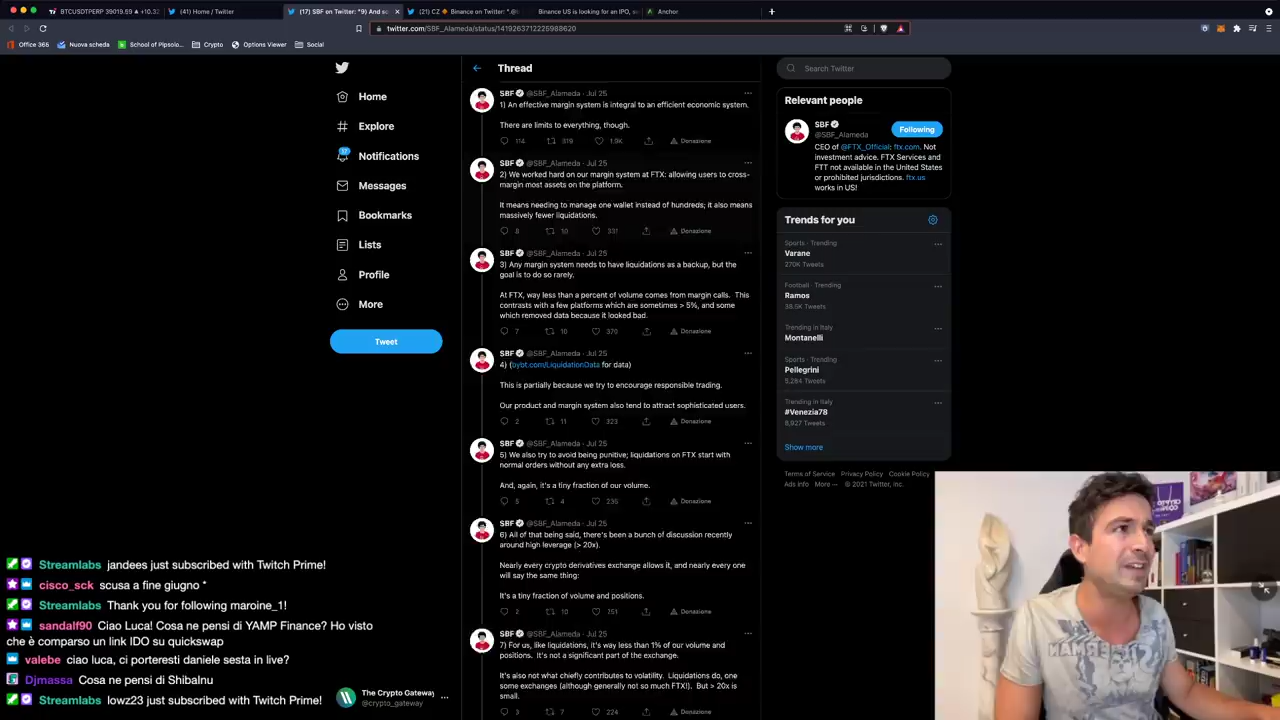 BTCUSDTPERP 39019.59 ▲ +10.32
(41) Home / Twitter
(17) SBF on Twitter: "9) And so
(21) CZ 🔶 Binance on Twitter: "@
Binance US is looking for an IPO, s
Anchor
twitter.com/SBF_Alameda/status/1419263712225988620
Office 365
Nuova scheda
School of Pipsolo...
Crypto
Options Viewer
Social
Home
Explore
37
Notifications
Messages
Bookmarks
Lists
Profile
More
Tweet
The Crypto Gateway
@crypto_gateway
Thread
SBF @SBF_Alameda · Jul 25
1) An effective margin system is integral to an efficient economic system.
There are limits to everything, though.
114 319 1.9K Donazione
SBF @SBF_Alameda · Jul 25
2) We worked hard on our margin system at FTX: allowing users to cross-
margin most assets on the platform.
It means needing to manage one wallet instead of hundreds; it also means
massively fewer liquidations.
8 10 331 Donazione
SBF @SBF_Alameda · Jul 25
3) Any margin system needs to have liquidations as a backup, but the
goal is to do so rarely.
At FTX, way less than a percent of volume comes from margin calls. This
contrasts with a few platforms which are sometimes > 5%, and some
which removed data because it looked bad.
7 10 370 Donazione
SBF @SBF_Alameda · Jul 25
4) (bybt.com/LiquidationData for data)
This is partially because we try to encourage responsible trading.
Our product and margin system also tend to attract sophisticated users.
2 11 323 Donazione
SBF @SBF_Alameda · Jul 25
5) We also try to avoid being punitive; liquidations on FTX start with
normal orders without any extra loss.
And, again, it's a tiny fraction of our volume.
5 4 236 Donazione
SBF @SBF_Alameda · Jul 25
6) All of that being said, there's been a bunch of discussion recently
around high leverage (> 20x).
Nearly every crypto derivatives exchange allows it, and nearly every one
will say the same thing:
It's a tiny fraction of volume and positions.
2 10 251 Donazione
SBF @SBF_Alameda · Jul 25
7) For us, like liquidations, it's way less than 1% of our volume and
positions. It's not a significant part of the exchange.
It's also not what chiefly contributes to volatility. Liquidations do, one
some exchanges (although generally not so much FTX!). But > 20x is
small.
3 7 224 Donazione
Search Twitter
Relevant people
SBF
@SBF_Alameda
Following
CEO of @FTX_Official; ftx.com. Not
investment advice. FTX Services and
FTT not available in the United States
or prohibited jurisdictions. ftx.us
works in US!
Trends for you
Sports · Trending
Varane
270K Tweets
Football · Trending
Ramos
38.5K Tweets
Trending in Italy
Montanelli
Sports · Trending
Pellegrini
5,284 Tweets
Trending in Italy
#Venezia78
8,927 Tweets
Show more
Terms of Service Privacy Policy Cookie Policy
Ads info More ··· © 2021 Twitter, Inc.
Streamlabs jandees just subscribed with Twitch Prime!
cisco_sck scusa a fine giugno *
Streamlabs Thank you for following maroine_1!
sandalf90 Ciao Luca! Cosa ne pensi di YAMP Finance? Ho visto
che è comparso un link IDO su quickswap
valebe ciao luca, ci porteresti daniele sesta in live?
Djmassa Cosa ne pensi di ShibaInu
Streamlabs lowz23 just subscribed with Twitch Prime!